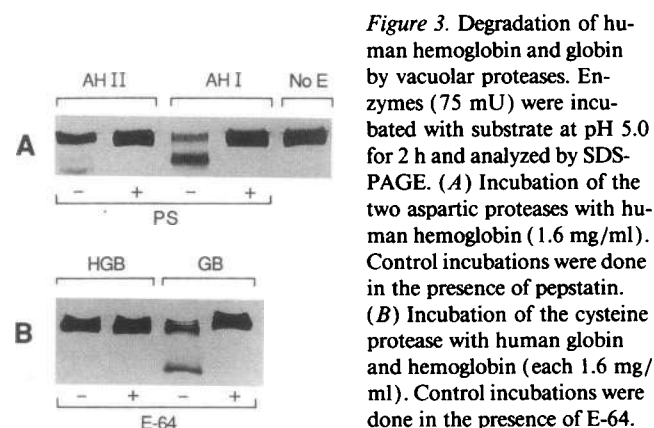 AH II AH I No E
A
− + − +
PS
HGB GB
B
− + − +
E-64
Figure 3. Degradation of hu-
man hemoglobin and globin
by vacuolar proteases. En-
zymes (75 mU) were incu-
bated with substrate at pH 5.0
for 2 h and analyzed by SDS-
PAGE. (A) Incubation of the
two aspartic proteases with hu-
man hemoglobin (1.6 mg/ml).
Control incubations were done
in the presence of pepstatin.
(B) Incubation of the cysteine
protease with human globin
and hemoglobin (each 1.6 mg/
ml). Control incubations were
done in the presence of E-64.